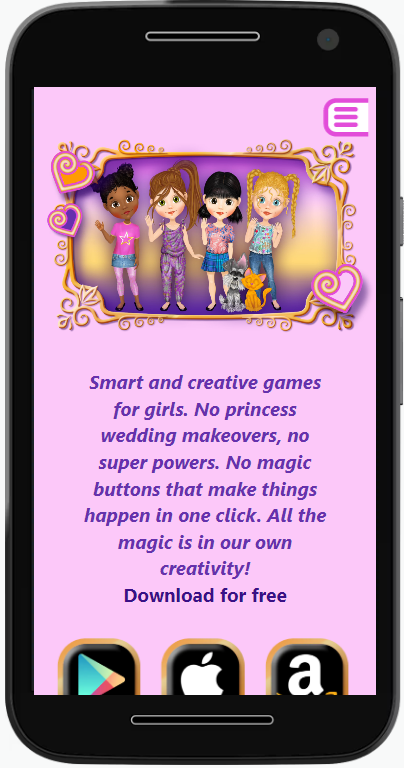 Smart and creative games
for girls. No princess
wedding makeovers, no
super powers. No magic
buttons that make things
happen in one click. All the
magic is in our own
creativity!
Download for free
a